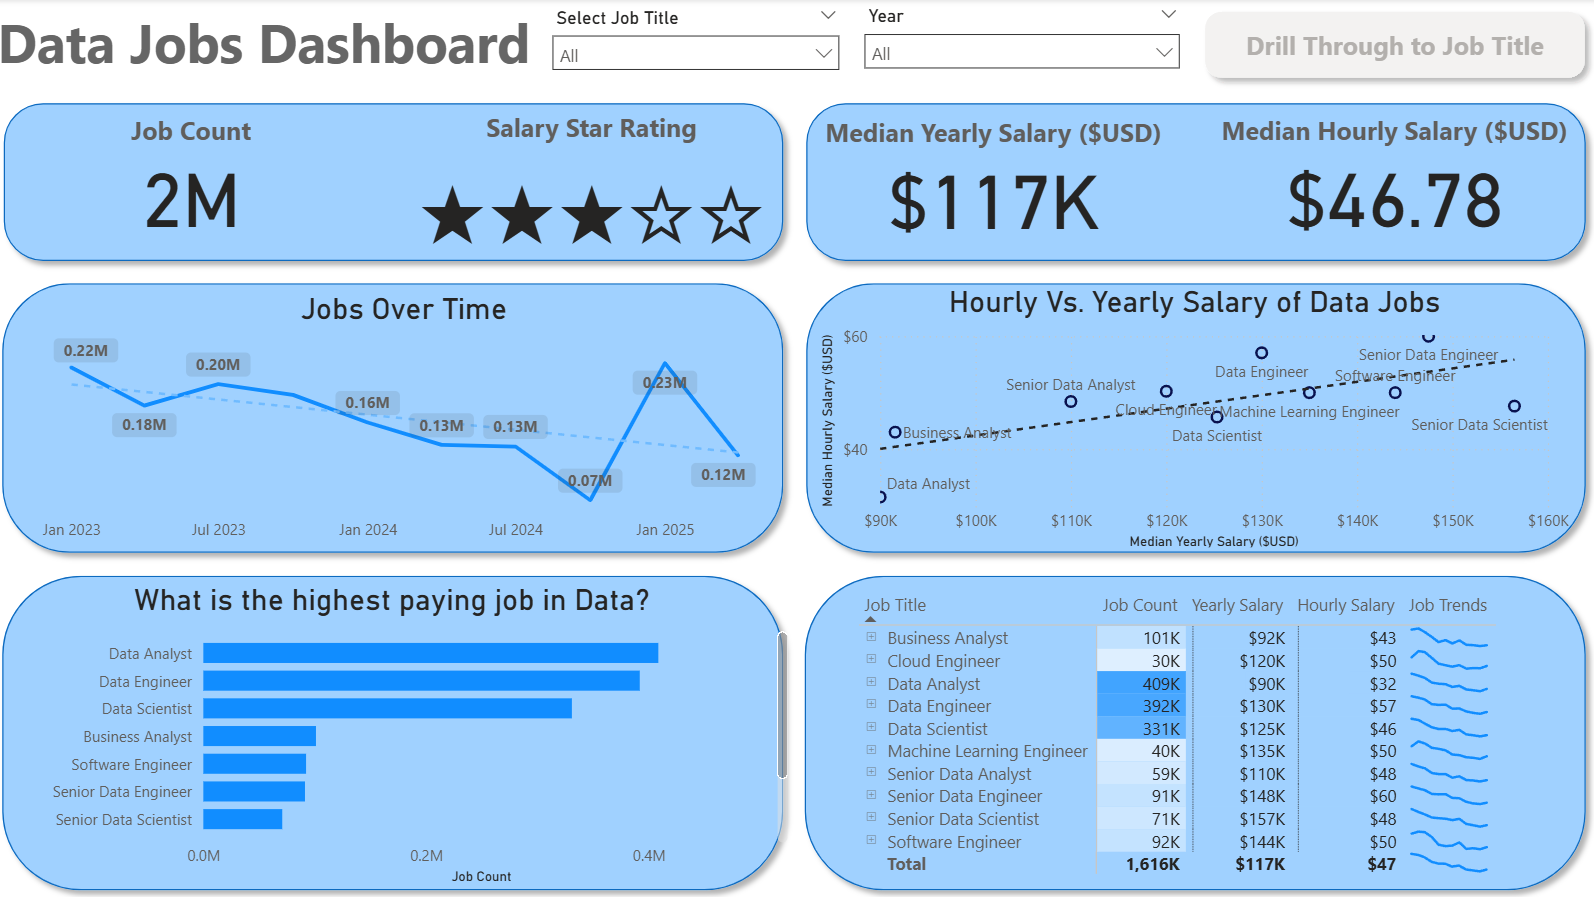 Data Jobs Dashboard
Select Job Title
All
Year
All
Drill Through to Job Title
Job Count
2M
Salary Star Rating
Median Yearly Salary ($USD)
$117K
Median Hourly Salary ($USD)
$46.78
Jobs Over Time
0.22M
0.18M
0.20M
0.16M
0.13M
0.13M
0.07M
0.23M
0.12M
Jan 2023
Jul 2023
Jan 2024
Jul 2024
Jan 2025
Hourly Vs. Yearly Salary of Data Jobs
Median Hourly Salary ($USD)
$60
$40
Senior Data Engineer
Data Engineer
Software Engineer
Senior Data Analyst
Cloud Engineer
Machine Learning Engineer
Senior Data Scientist
Business Analyst
Data Scientist
Data Analyst
$90K
$100K
$110K
$120K
$130K
$140K
$150K
$160K
Median Yearly Salary ($USD)
What is the highest paying job in Data?
Data Analyst
Data Engineer
Data Scientist
Business Analyst
Software Engineer
Senior Data Engineer
Senior Data Scientist
0.0M
0.2M
0.4M
Job Count
Job Title Job Count Yearly Salary Hourly Salary Job Trends
Business Analyst 101K $92K $43
Cloud Engineer 30K $120K $50
Data Analyst 409K $90K $32
Data Engineer 392K $130K $57
Data Scientist 331K $125K $46
Machine Learning Engineer 40K $135K $50
Senior Data Analyst 59K $110K $48
Senior Data Engineer 91K $148K $60
Senior Data Scientist 71K $157K $48
Software Engineer 92K $144K $50
Total 1,616K $117K $47